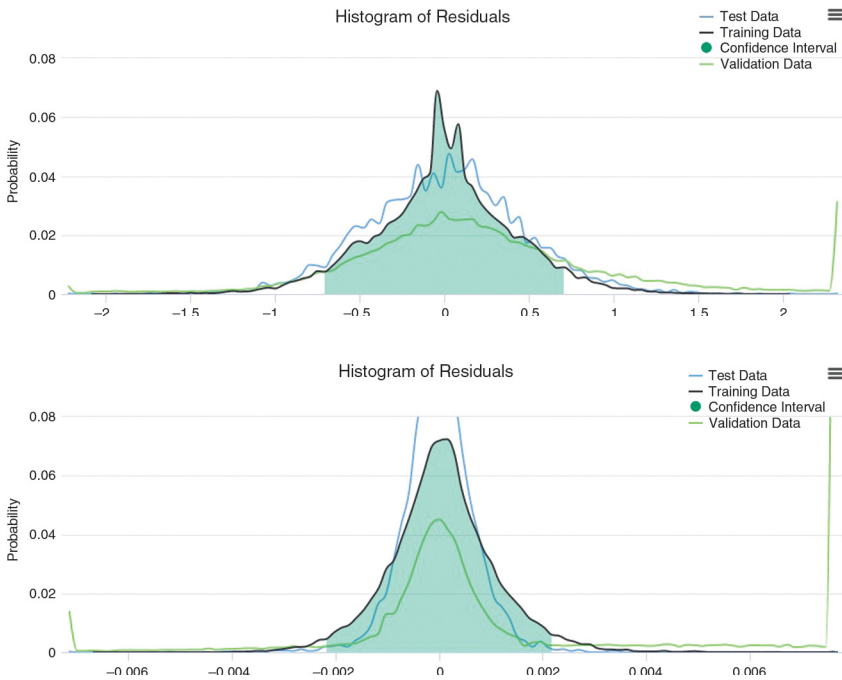 Histogram of Residuals
Test Data
Training Data
Confidence Interval
Validation Data
Probability
0.08
0.06
0.04
0.02
0
−2 −1.5 −1 −0.5 0 0.5 1 1.5 2
Histogram of Residuals
Test Data
Training Data
Confidence Interval
Validation Data
Probability
0.08
0.06
0.04
0.02
0
−0.006 −0.004 −0.002 0 0.002 0.004 0.006